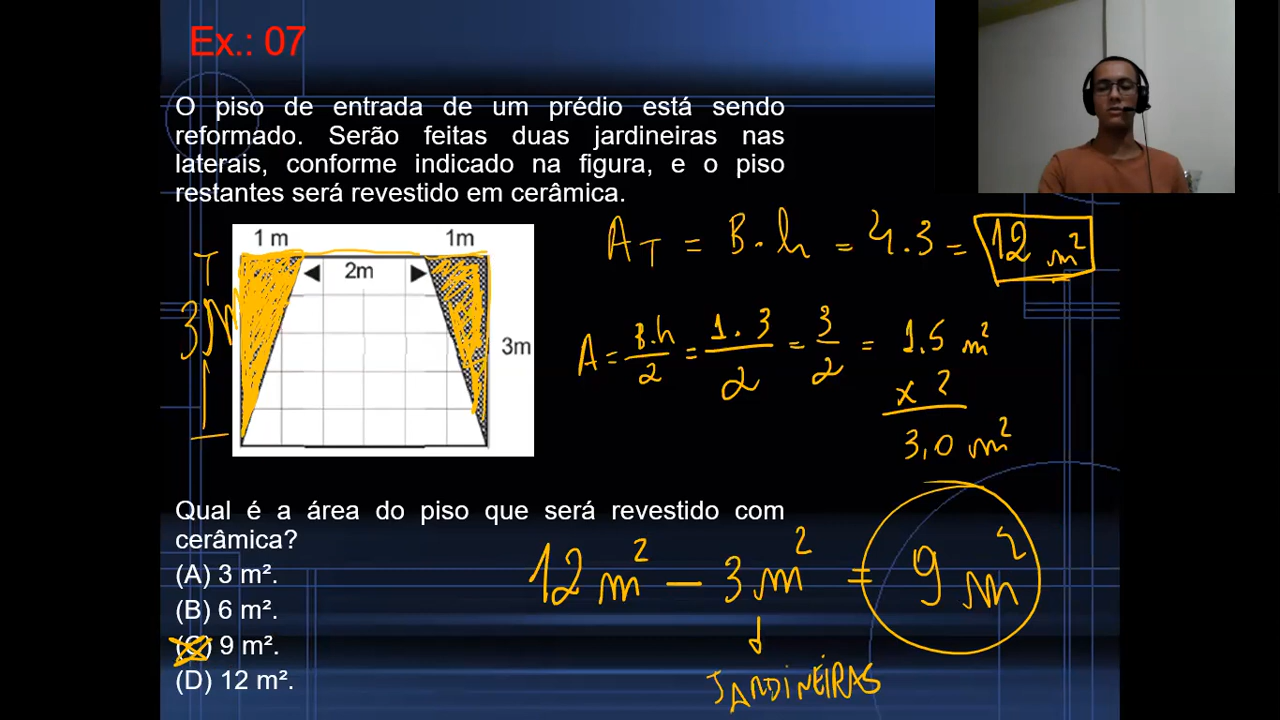 Ex.: 07
O piso de entrada de um prédio está sendo
reformado. Serão feitas duas jardineiras nas
laterais, conforme indicado na figura, e o piso
restantes será revestido em cerâmica.
1 m 1m
2m
3m
3M
A_T = B.h = 4.3 = 12 m²
A = B.h/2 = 1.3/2 = 3/2 = 1.5 m²
x 2
3,0 m²
Qual é a área do piso que será revestido com
cerâmica?
(A) 3 m².
(B) 6 m².
(C) 9 m².
(D) 12 m².
12 m² - 3 m² = 9 m²
JARDINEIRAS